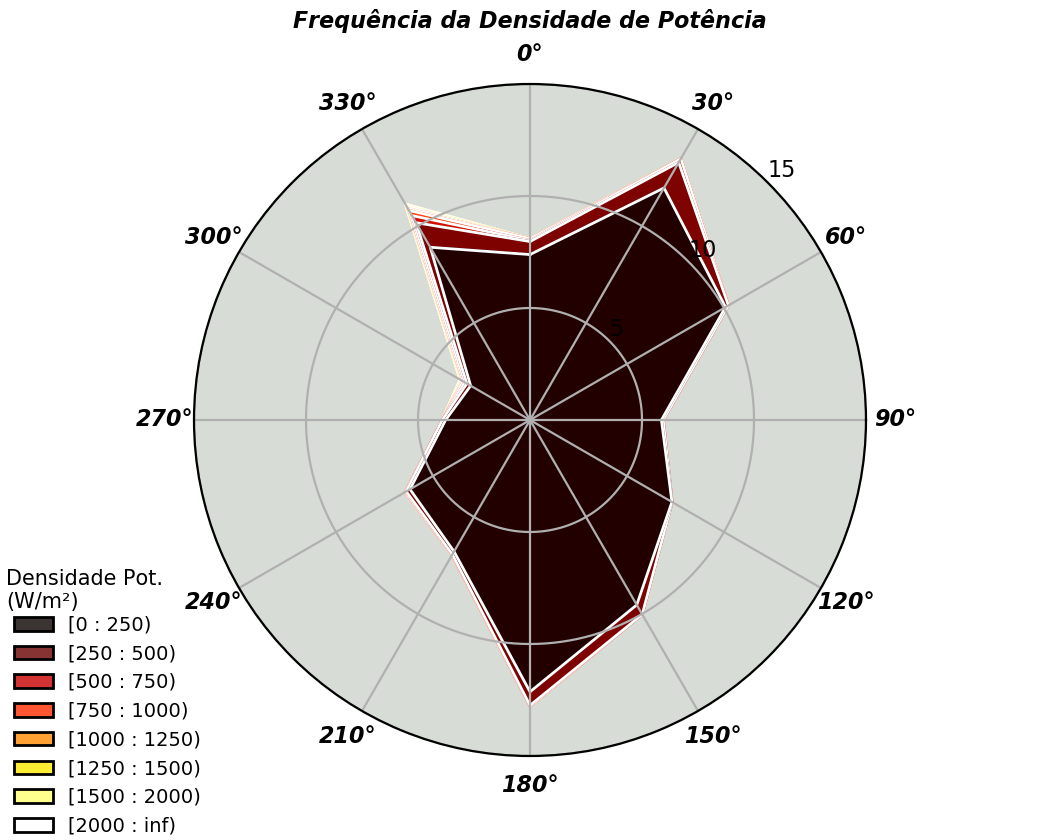 Frequência da Densidade de Potência
0°
330°
30°
15
300°
60°
10
5
270°
90°
240°
120°
210°
150°
180°
Densidade Pot.
(W/m²)
[0 : 250)
[250 : 500)
[500 : 750)
[750 : 1000)
[1000 : 1250)
[1250 : 1500)
[1500 : 2000)
[2000 : inf)